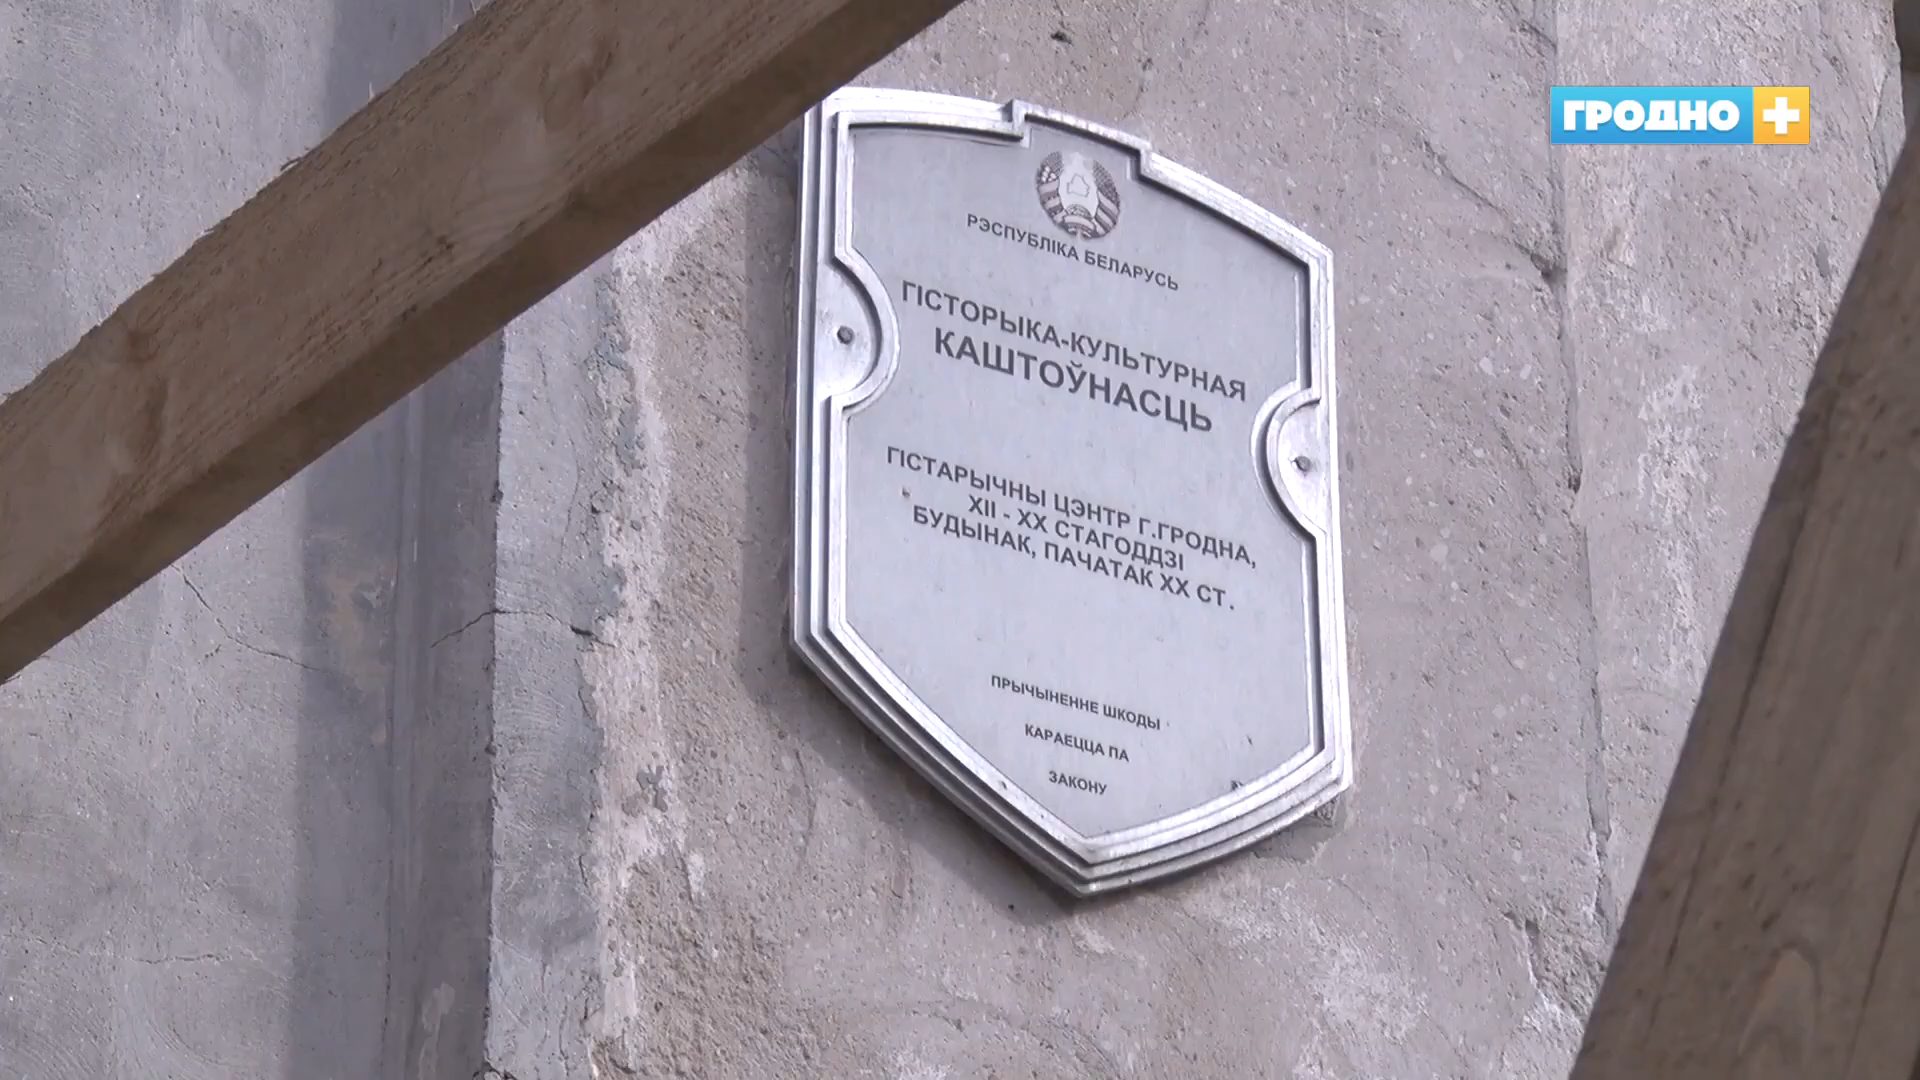 ГРОДНО +
РЭСПУБЛІКА БЕЛАРУСЬ
ГІСТОРЫКА-КУЛЬТУРНАЯ
КАШТОЎНАСЦЬ
ГІСТАРЫЧНЫ ЦЭНТР Г.ГРОДНА,
XII - XX СТАГОДДЗІ
БУДЫНАК, ПАЧАТАК XX СТ.
ПРЫЧЫНЕННЕ ШКОДЫ
КАРАЕЦЦА ПА
ЗАКОНУ